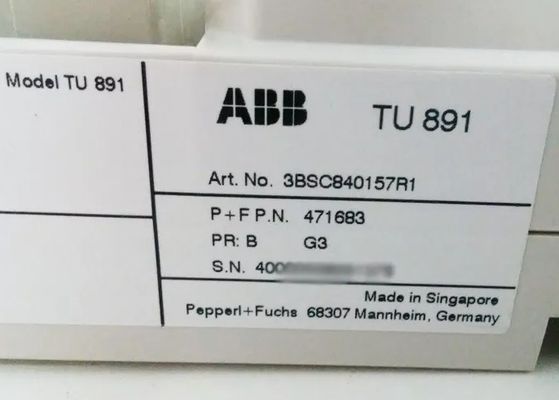 Model TU 891
ABB TU 891
Art. No. 3BSC840157R1
P+F P.N. 471683
PR: B G3
S.N.
Made in Singapore
Pepperl+Fuchs 68307 Mannheim, Germany